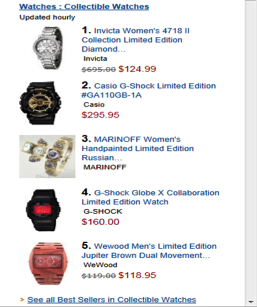 Watches : Collectible Watches
Updated hourly
1. Invicta Women's 4718 II
Collection Limited Edition
Diamond...
Invicta
$695.00 $124.99
2. Casio G-Shock Limited Edition
#GA110GB-1A
Casio
$295.95
3. MARINOFF Women's
Handpainted Limited Edition
Russian...
MARINOFF
4. G-Shock Globe X Collaboration
Limited Edition Watch
G-SHOCK
$160.00
5. Wewood Men's Limited Edition
Jupiter Brown Dual Movement...
WeWood
$119.00 $118.95
> See all Best Sellers in Collectible Watches